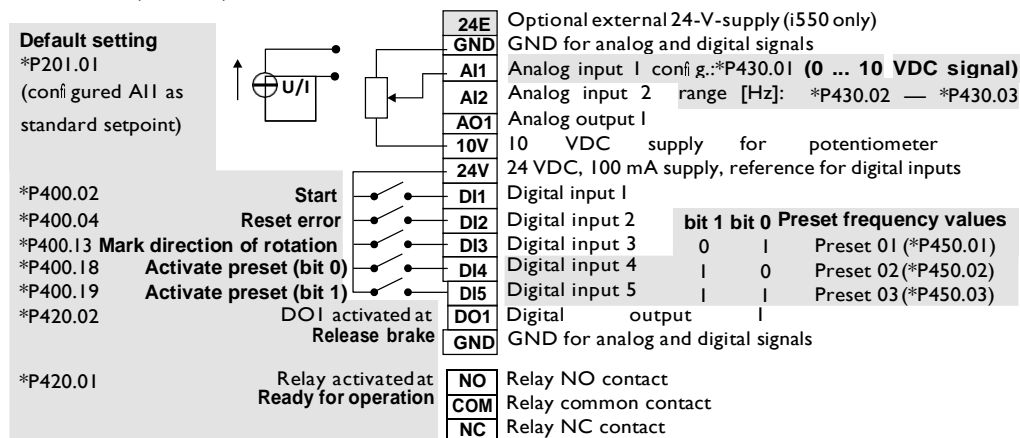 24E Optional external 24-V-supply (i550 only)
Default setting GND GND for analog and digital signals
*P201.01 AI1 Analog input 1 config.:*P430.01 (0 ... 10 VDC signal)
(configured AI1 as U/I AI2 Analog input 2 range [Hz]: *P430.02 — *P430.03
standard setpoint) AO1 Analog output 1
10V 10 VDC supply for potentiometer
24V 24 VDC, 100 mA supply, reference for digital inputs
*P400.02 Start DI1 Digital input 1
*P400.04 Reset error DI2 Digital input 2 bit 1 bit 0 Preset frequency values
*P400.13 Mark direction of rotation DI3 Digital input 3 0 1 Preset 01 (*P450.01)
*P400.18 Activate preset (bit 0) DI4 Digital input 4 1 0 Preset 02 (*P450.02)
*P400.19 Activate preset (bit 1) DI5 Digital input 5 1 1 Preset 03 (*P450.03)
*P420.02 DO1 activated at DO1 Digital output 1
Release brake GND GND for analog and digital signals
*P420.01 Relay activated at NO Relay NO contact
Ready for operation COM Relay common contact
NC Relay NC contact